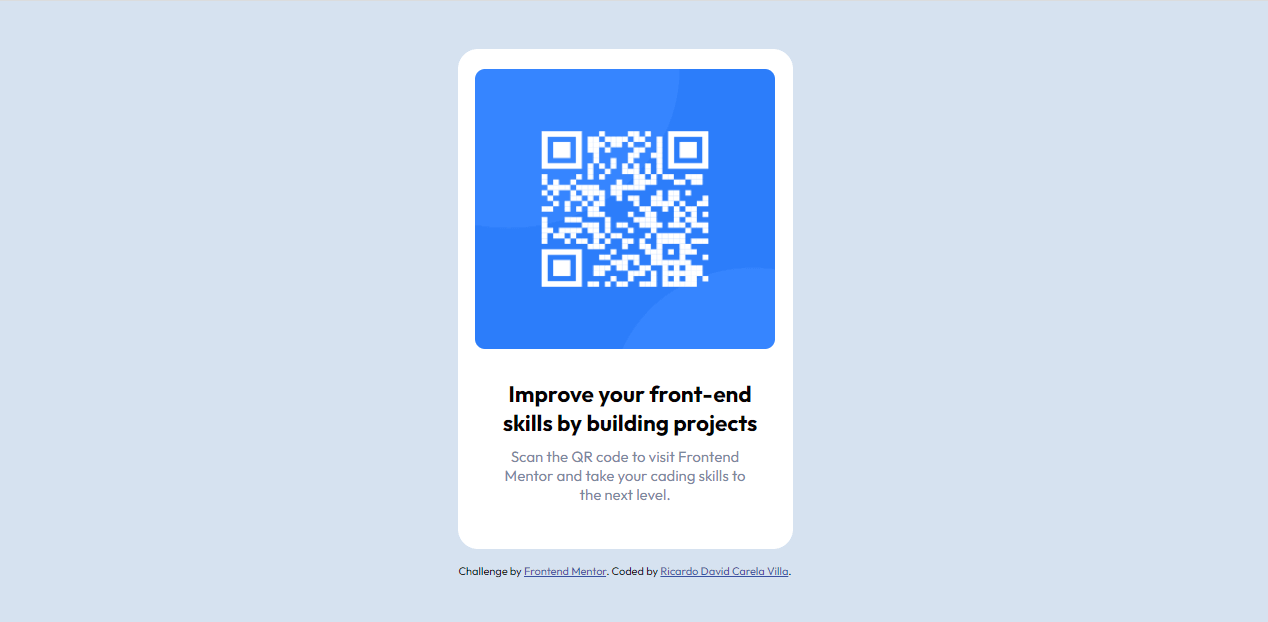 Improve your front-end
skills by building projects
Scan the QR code to visit Frontend
Mentor and take your cading skills to
the next level.
Challenge by Frontend Mentor. Coded by Ricardo David Carela Villa.